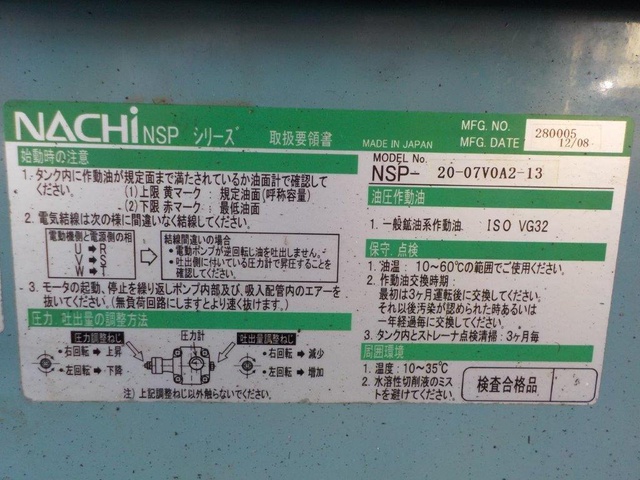 NACHi NSP シリーズ 取扱要領書
MADE IN JAPAN
MFG. NO. 280005
MFG. DATE 12/08
始動時の注意
1. タンク内に作動油が規定面まで満たされているか油面計で確認してください。
(1) 上限 黄マーク : 規定油面(呼称容量)
(2) 下限 赤マーク : 最低油面
2. 電気結線は次の様に間違いなく結線してください。
電動機側と電源側の相
U → R
V → S
W → T
結線間違いの場合
・電動ポンプが逆回転し油を吐出しません。
・吐出側に付いている圧力計で昇圧することを確認してください。
3. モータの起動、停止を繰り返しポンプ内部及び、吸入配管内のエアーを抜いてください。(無負荷回路にしますとより速く抜けます。)
圧力 吐出量の調整方法
圧力調整ねじ
・右回転 → 上昇
・左回転 → 下降
圧力計
吐出量調整ねじ
・右回転 → 減少
・左回転 → 増加
注) 上記調整ねじ以外触らないでください。
MODEL No.
NSP- 20-07V0A2-13
油圧作動油
1. 一般鉱油系作動油 ISO VG32
保守、点検
1. 油温 : 10~60℃の範囲でご使用ください。
2. 作動油交換時期 :
最初は3ヶ月運転後に交換してください。
それ以後汚染が認められた時あるいは
一年経過毎に交換してください。
3. タンク内とストレーナ点検清掃 : 3ヶ月毎
周囲環境
1. 温度 : 10~35℃
2. 水溶性切削液のミストを避けてください。
検査合格品